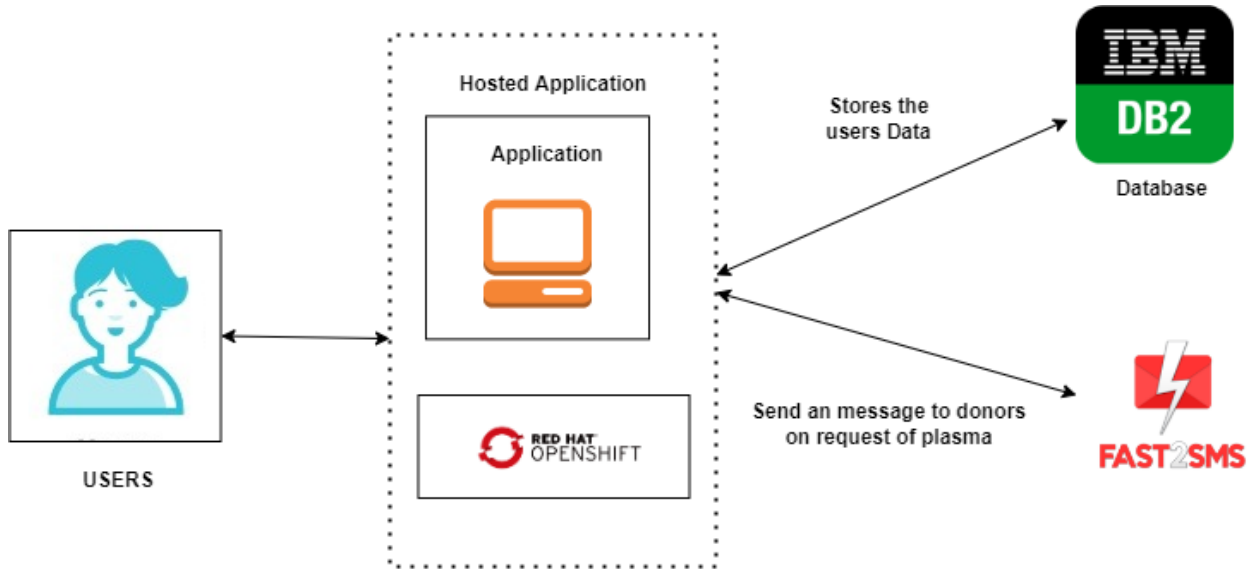 Hosted Application
Application
RED HAT
OPENSHIFT
USERS
Stores the
users Data
IBM
DB2
Database
Send an message to donors
on request of plasma
FAST2SMS